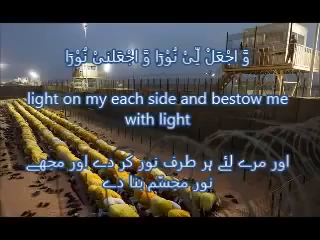 وَّ اجْعَلْ لِّيْ نُوْرًا وَّ اجْعَلْنِيْ نُوْرًا
light on my each side and bestow me
with light
اور مرے لئے ہر طرف نور کر دے اور مجھے
نور مجسّم بنا دے